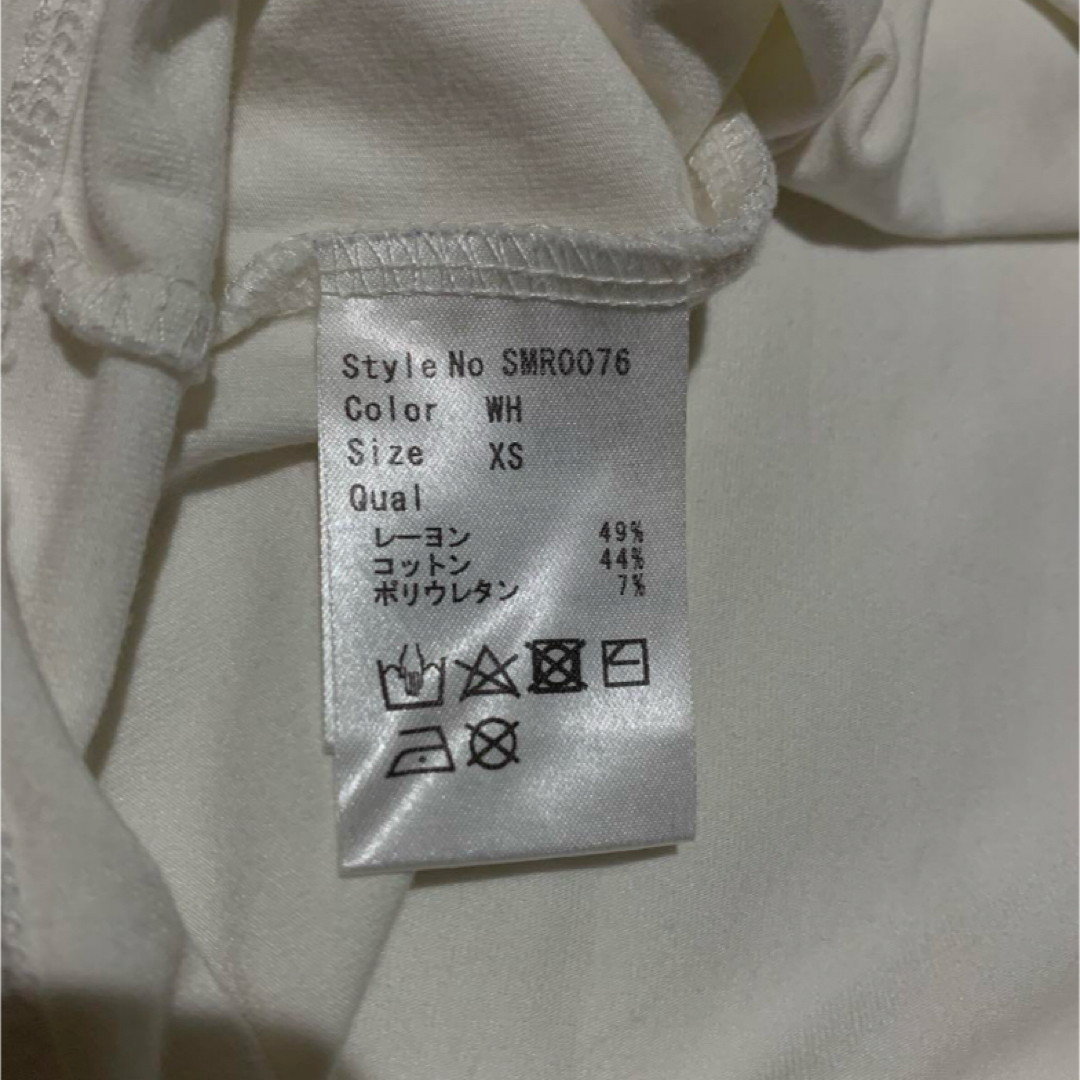 Style No SMR0076
Color WH
Size XS
Qual
レーヨン 49%
コットン 44%
ポリウレタン 7%